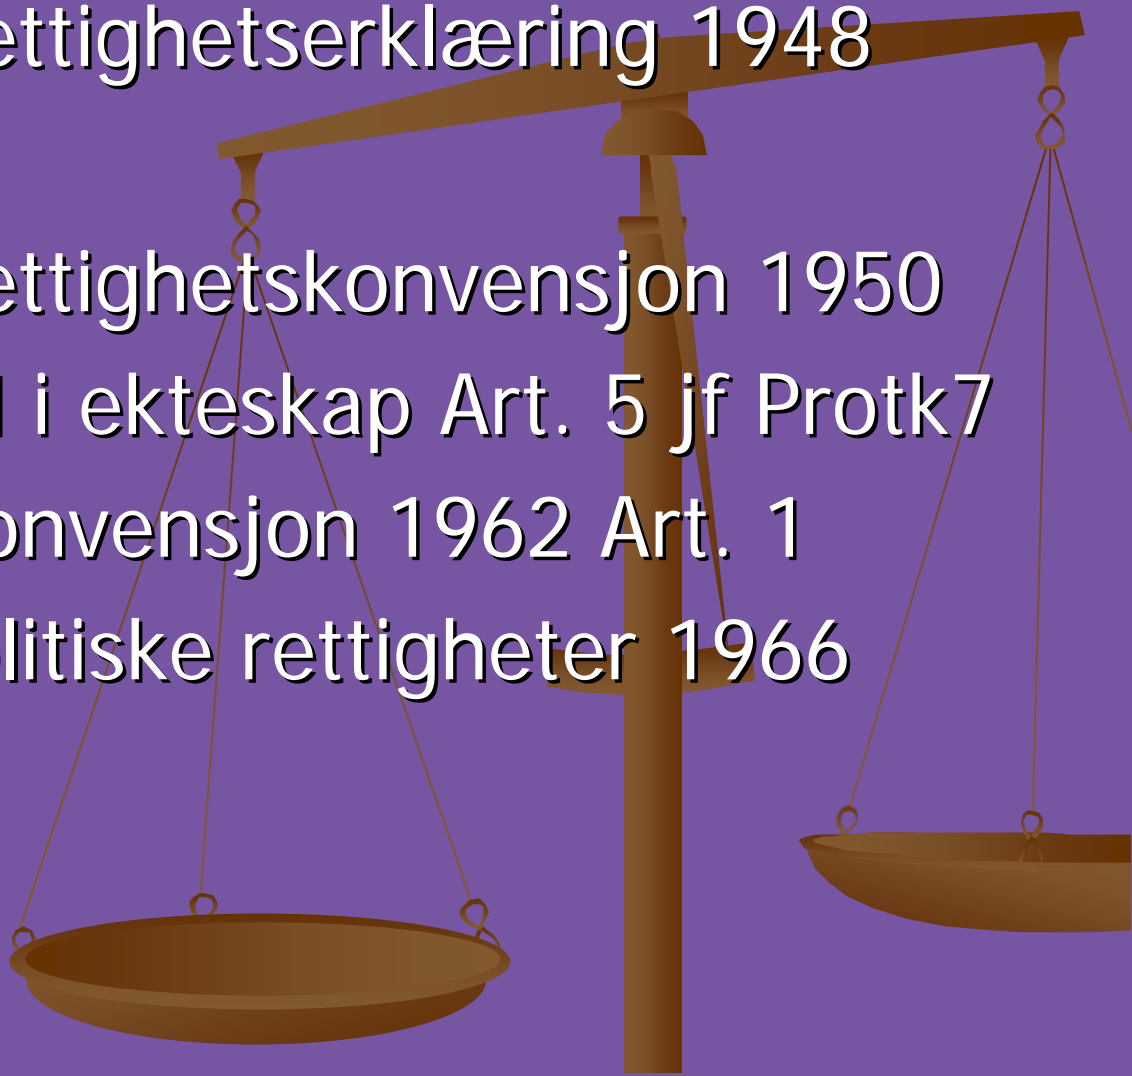 ettighetserklæring 1948
ettighetskonvensjon 1950
i ekteskap Art. 5 jf Protk7
onvensjon 1962 Art. 1
litiske rettigheter 1966